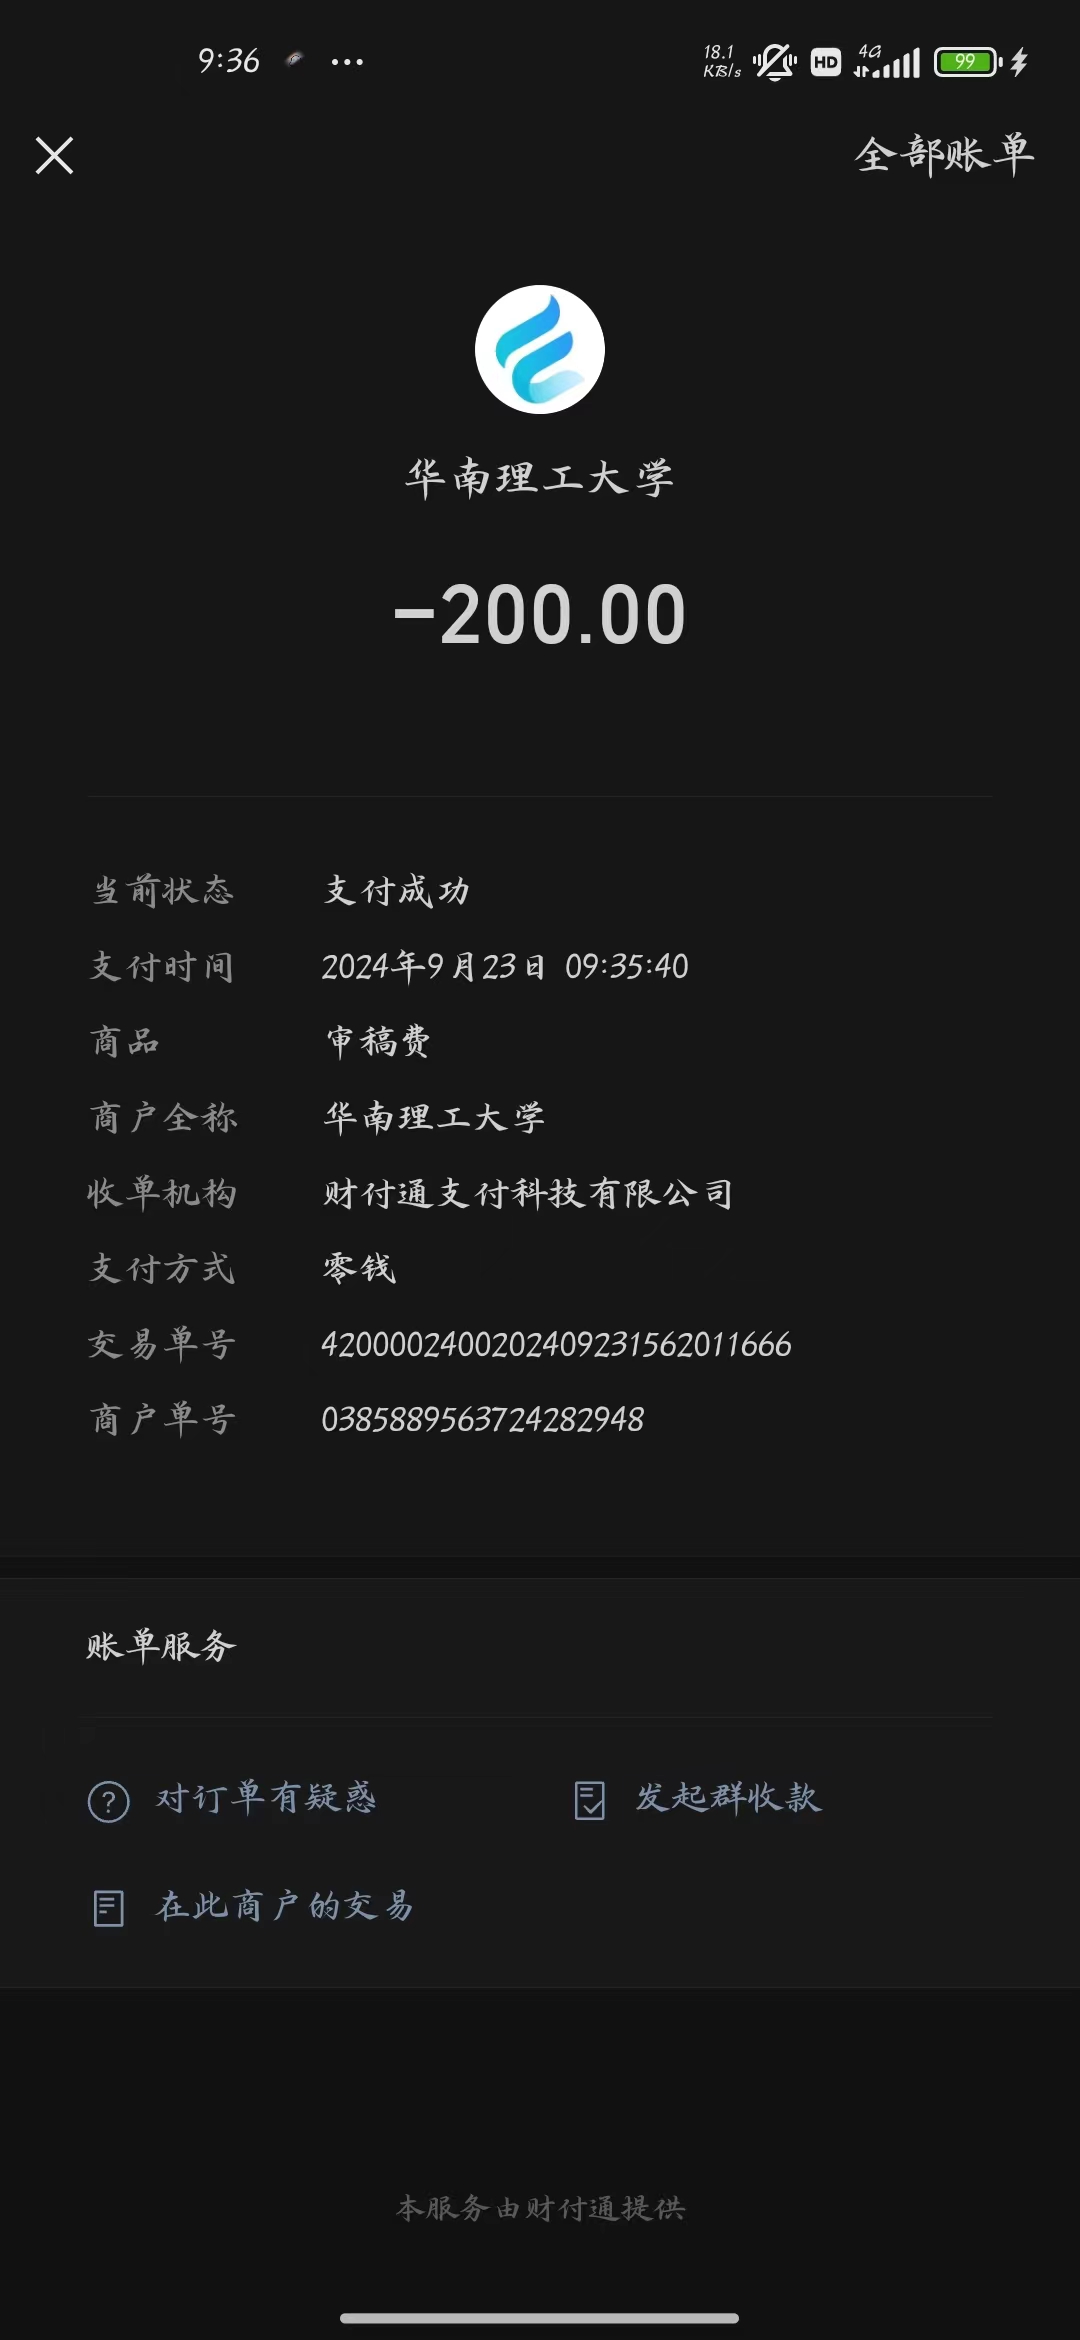 9:36
18.1
KB/s
HD
4G
99
全部账单
华南理工大学
-200.00
当前状态 支付成功
支付时间 2024年9月23日 09:35:40
商品 审稿费
商户全称 华南理工大学
收单机构 财付通支付科技有限公司
支付方式 零钱
交易单号 4200002400202409231562011666
商户单号 0385889563724282948
账单服务
对订单有疑惑 发起群收款
在此商户的交易
本服务由财付通提供